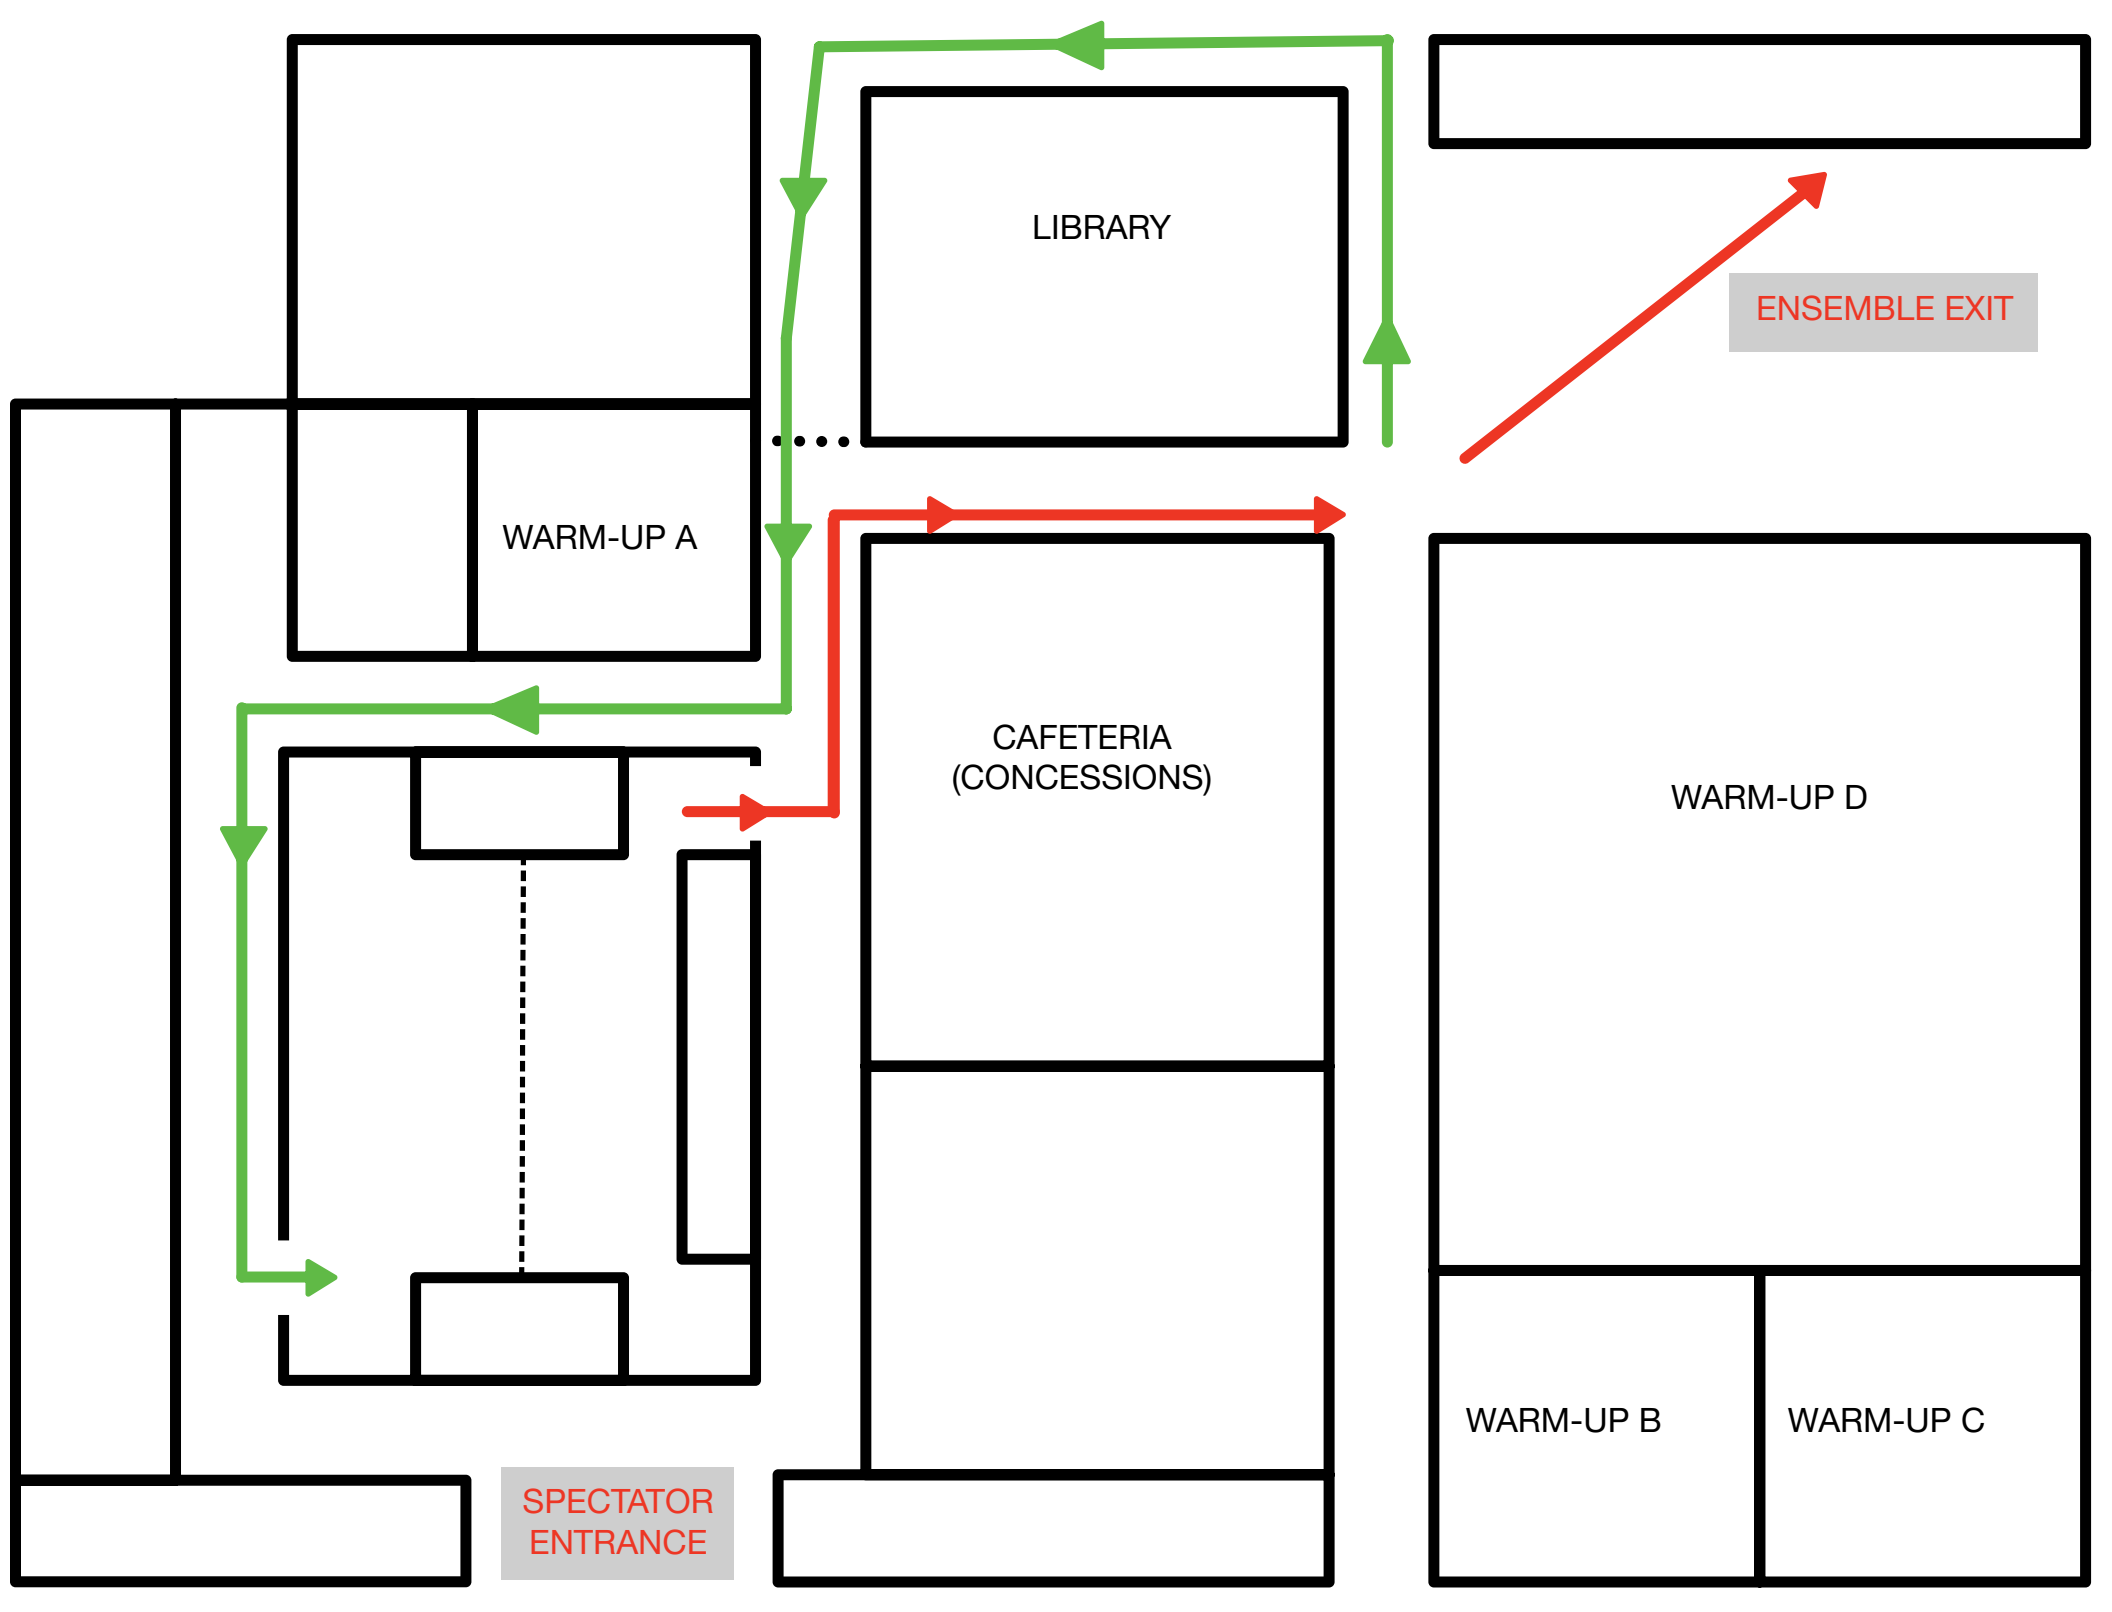 LIBRARY
ENSEMBLE EXIT
WARM-UP A
CAFETERIA
(CONCESSIONS)
WARM-UP D
WARM-UP B
WARM-UP C
SPECTATOR
ENTRANCE